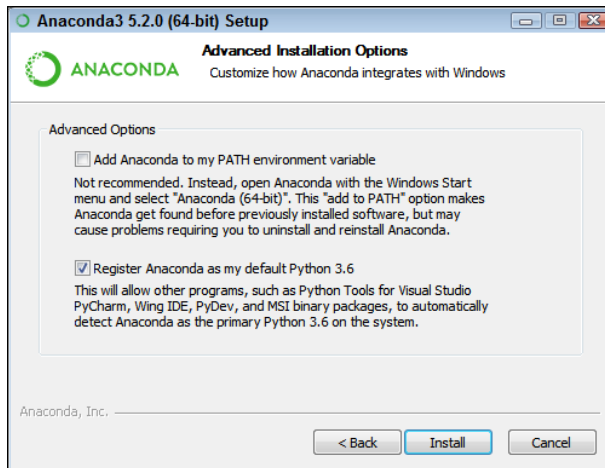 Anaconda3 5.2.0 (64-bit) Setup
Advanced Installation Options
Customize how Anaconda integrates with Windows
ANACONDA
Advanced Options
Add Anaconda to my PATH environment variable
Not recommended. Instead, open Anaconda with the Windows Start
menu and select "Anaconda (64-bit)". This "add to PATH" option makes
Anaconda get found before previously installed software, but may
cause problems requiring you to uninstall and reinstall Anaconda.
Register Anaconda as my default Python 3.6
This will allow other programs, such as Python Tools for Visual Studio
PyCharm, Wing IDE, PyDev, and MSI binary packages, to automatically
detect Anaconda as the primary Python 3.6 on the system.
Anaconda, Inc.
< Back
Install
Cancel